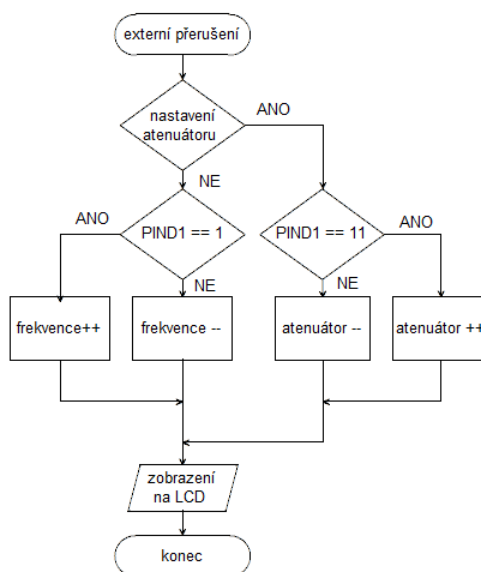 externí přerušení
nastavení
atenuátoru
ANO
NE
ANO
PIND1 == 1
PIND1 == 11
ANO
NE
NE
frekvence++
frekvence --
atenuátor --
atenuátor ++
zobrazení
na LCD
konec